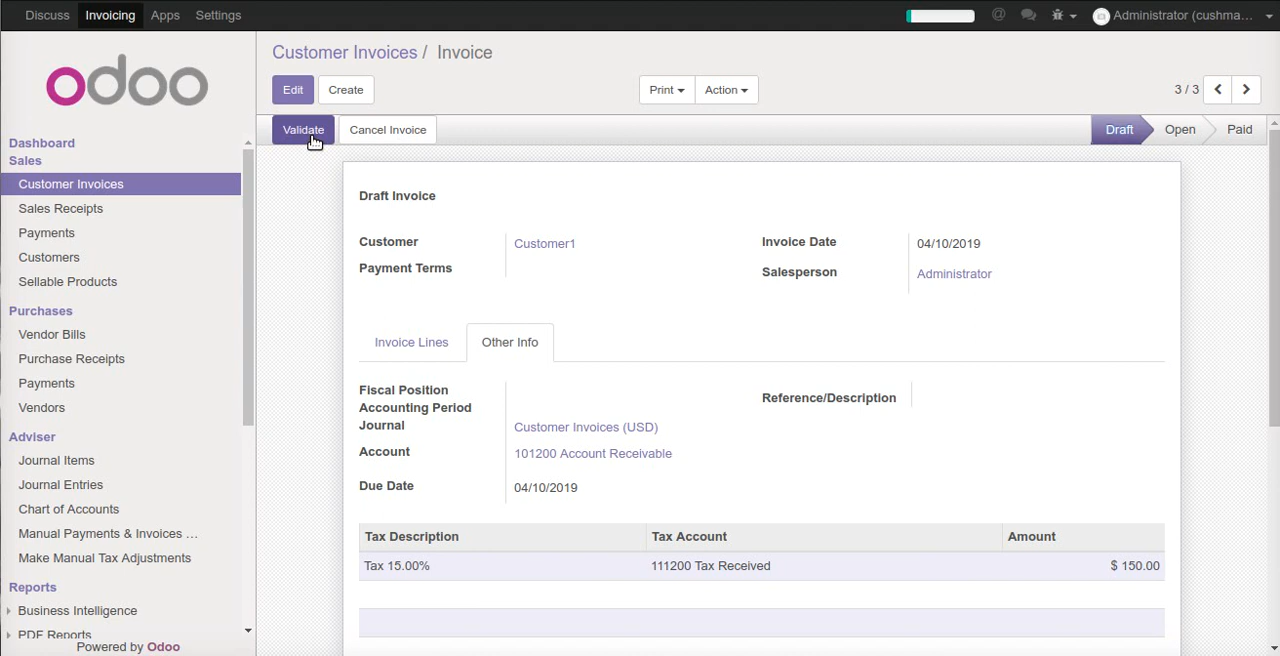 Discuss Invoicing Apps Settings @ Administrator (cushma...
odoo
Customer Invoices / Invoice
Edit Create Print Action 3 / 3
Validate Cancel Invoice Draft Open Paid
Dashboard
Sales
Customer Invoices
Sales Receipts
Payments
Customers
Sellable Products
Purchases
Vendor Bills
Purchase Receipts
Payments
Vendors
Adviser
Journal Items
Journal Entries
Chart of Accounts
Manual Payments & Invoices ...
Make Manual Tax Adjustments
Reports
Business Intelligence
PDF Reports
Powered by Odoo
Draft Invoice
Customer Customer1 Invoice Date 04/10/2019
Payment Terms Salesperson Administrator
Invoice Lines Other Info
Fiscal Position Reference/Description
Accounting Period
Journal Customer Invoices (USD)
Account 101200 Account Receivable
Due Date 04/10/2019
Tax Description Tax Account Amount
Tax 15.00% 111200 Tax Received $ 150.00